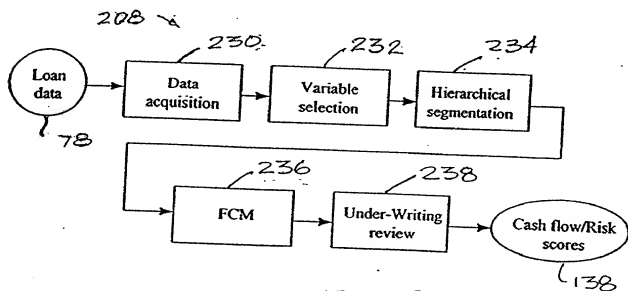 208
230
232
234
Loan
data
Data
acquisition
Variable
selection
Hierarchical
segmentation
78
236
238
FCM
Under-Writing
review
Cash flow/Risk
scores
138